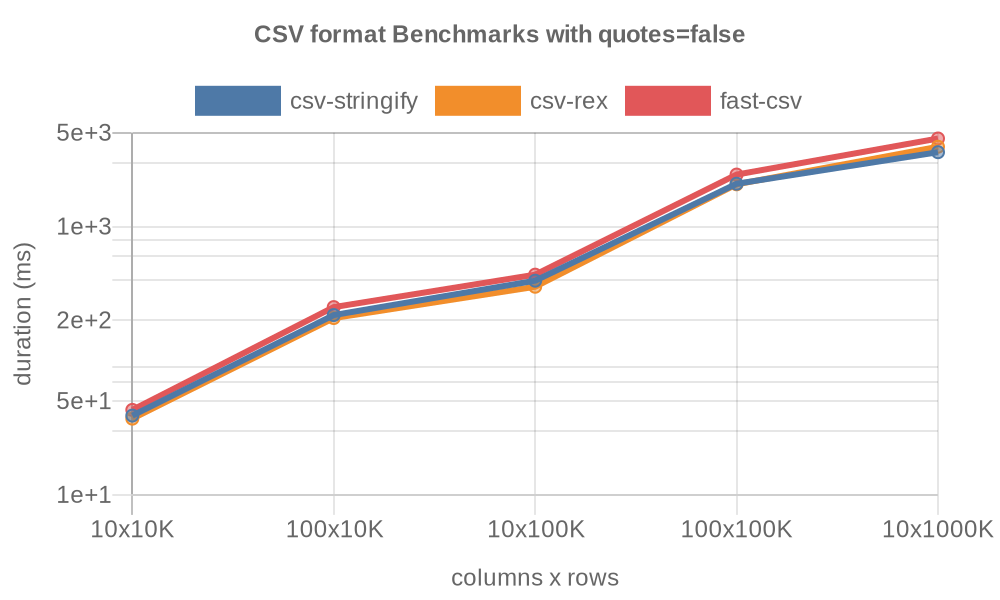 CSV format Benchmarks with quotes=false
csv-stringify csv-rex fast-csv
5e+3
1e+3
2e+2
5e+1
1e+1
duration (ms)
10x10K 100x10K 10x100K 100x100K 10x1000K
columns x rows